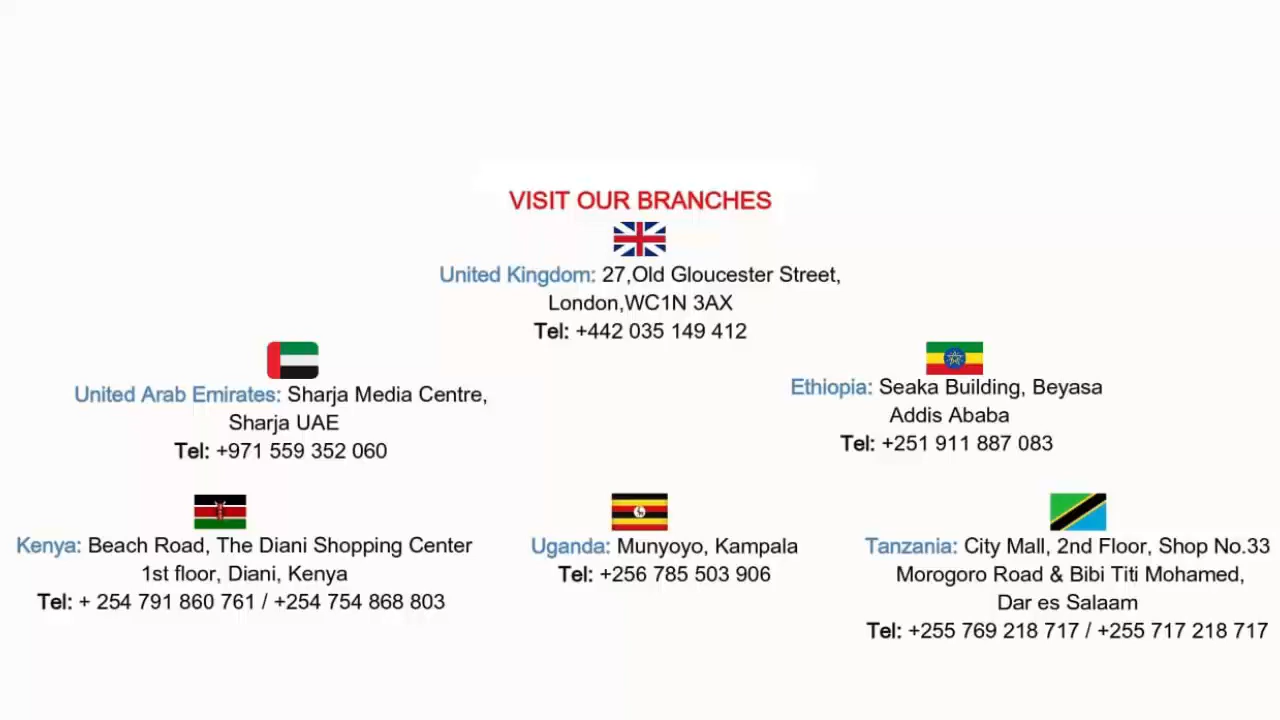 VISIT OUR BRANCHES
United Kingdom: 27,Old Gloucester Street,
London,WC1N 3AX
Tel: +442 035 149 412
United Arab Emirates: Sharja Media Centre,
Sharja UAE
Tel: +971 559 352 060
Ethiopia: Seaka Building, Beyasa
Addis Ababa
Tel: +251 911 887 083
Kenya: Beach Road, The Diani Shopping Center
1st floor, Diani, Kenya
Tel: + 254 791 860 761 / +254 754 868 803
Uganda: Munyoyo, Kampala
Tel: +256 785 503 906
Tanzania: City Mall, 2nd Floor, Shop No.33
Morogoro Road & Bibi Titi Mohamed,
Dar es Salaam
Tel: +255 769 218 717 / +255 717 218 717